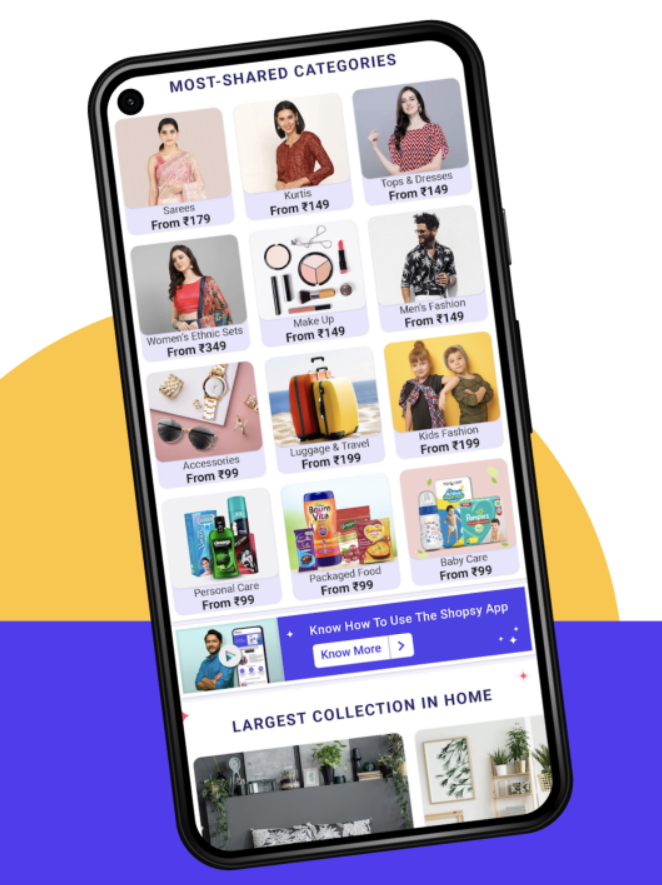 MOST-SHARED CATEGORIES
Sarees
From ₹179
Kurtis
From ₹149
Tops & Dresses
From ₹149
Women's Ethnic Sets
From ₹349
Make Up
From ₹149
Men's Fashion
From ₹149
Accessories
From ₹99
Luggage & Travel
From ₹199
Kids Fashion
From ₹199
Bourn
Vita
Pampers
Personal Care
From ₹99
Packaged Food
From ₹99
Baby Care
From ₹99
Know How To Use The Shopsy App
Know More
LARGEST COLLECTION IN HOME